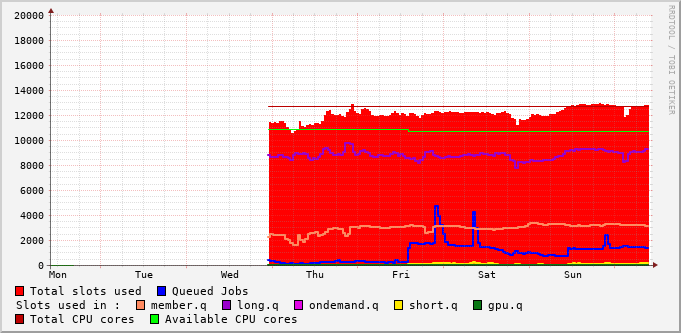 20000
18000
16000
14000
12000
10000
8000
6000
4000
2000
0
Mon Tue Wed Thu Fri Sat Sun
RRDTOOL / TOBI OETIKER
Total slots used Queued Jobs
Slots used in : member.q long.q ondemand.q short.q gpu.q
Total CPU cores Available CPU cores